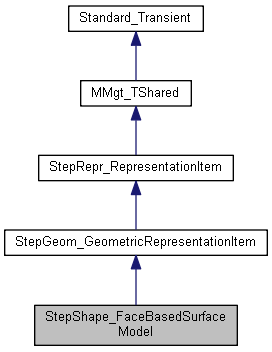 Standard_Transient
MMgt_TShared
StepRepr_RepresentationItem
StepGeom_GeometricRepresentationItem
StepShape_FaceBasedSurface
Model